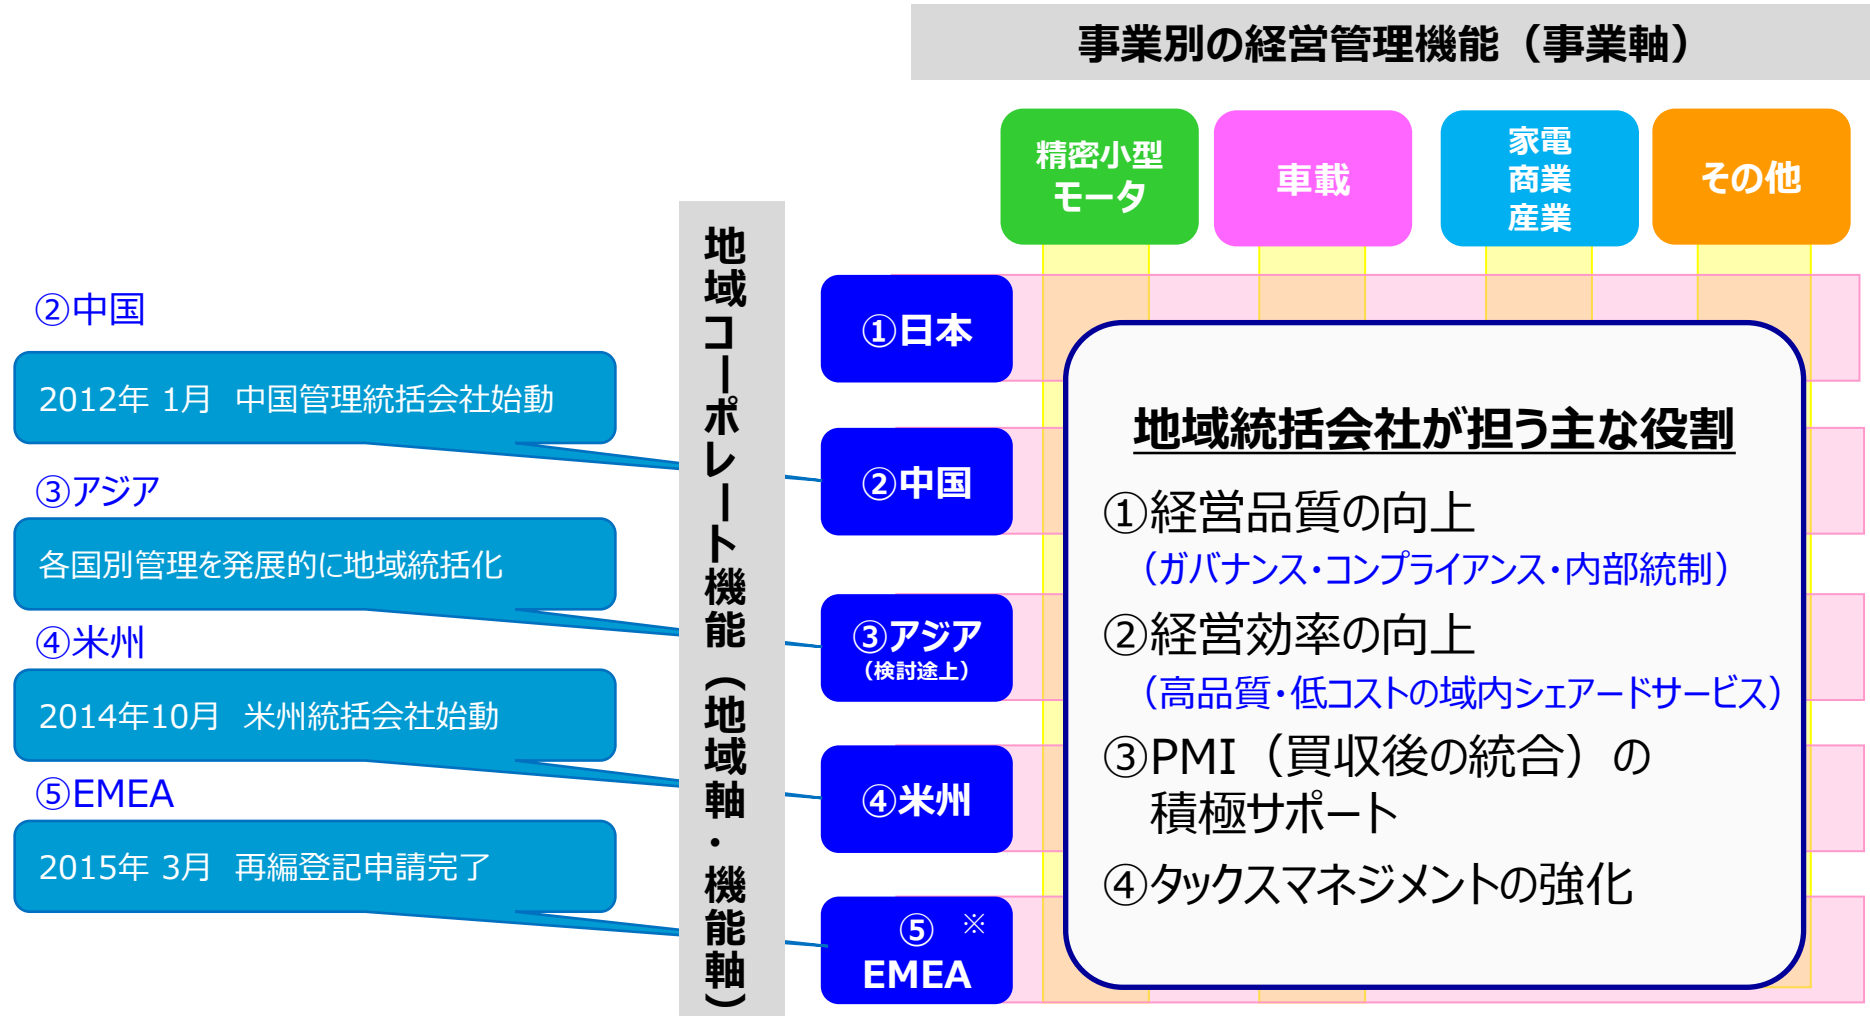 事業別の経営管理機能（事業軸）
精密小型
モータ
車載
家電
商業
産業
その他
地域コーポレート機能（地域軸・機能軸）
②中国
2012年 1月 中国管理統括会社始動
③アジア
各国別管理を発展的に地域統括化
④米州
2014年10月 米州統括会社始動
⑤EMEA
2015年 3月 再編登記申請完了
①日本
②中国
③アジア
（検討途上）
④米州
⑤ ※
EMEA
地域統括会社が担う主な役割
①経営品質の向上
（ガバナンス・コンプライアンス・内部統制）
②経営効率の向上
（高品質・低コストの域内シェアードサービス）
③PMI（買収後の統合）の
積極サポート
④タックスマネジメントの強化